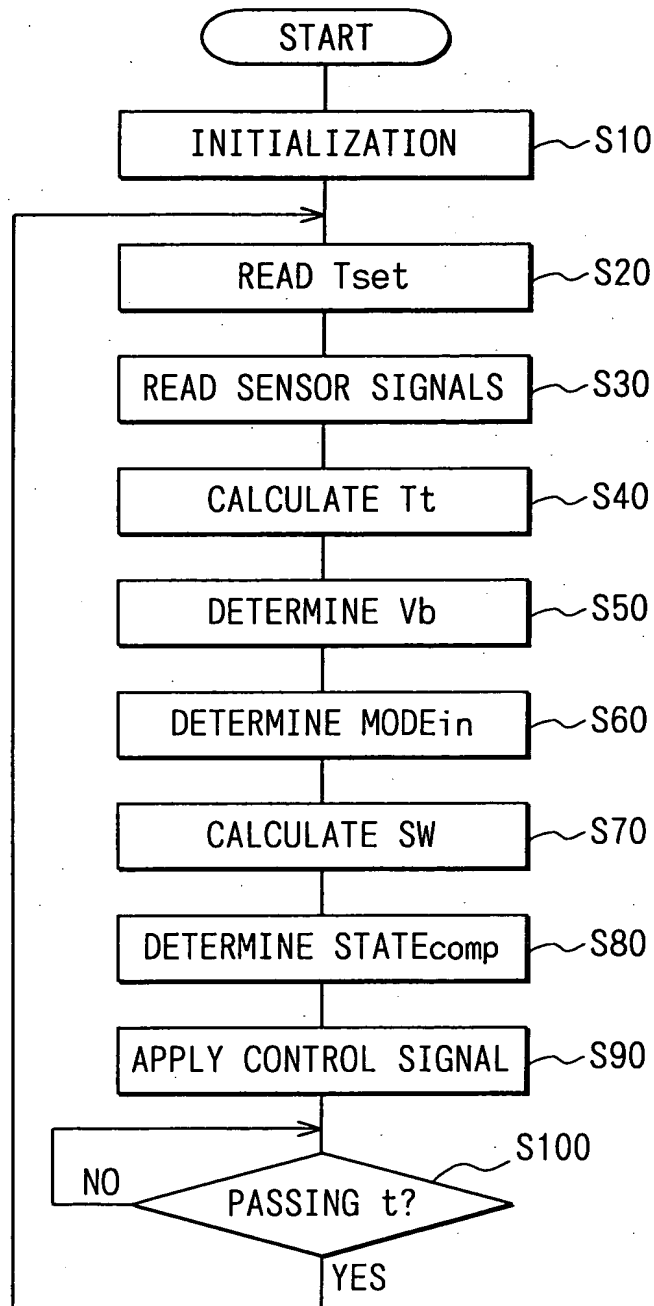 START
INITIALIZATION S10
READ Tset S20
READ SENSOR SIGNALS S30
CALCULATE Tt S40
DETERMINE Vb S50
DETERMINE MODEin S60
CALCULATE SW S70
DETERMINE STATEcomp S80
APPLY CONTROL SIGNAL S90
S100
NO PASSING t?
YES